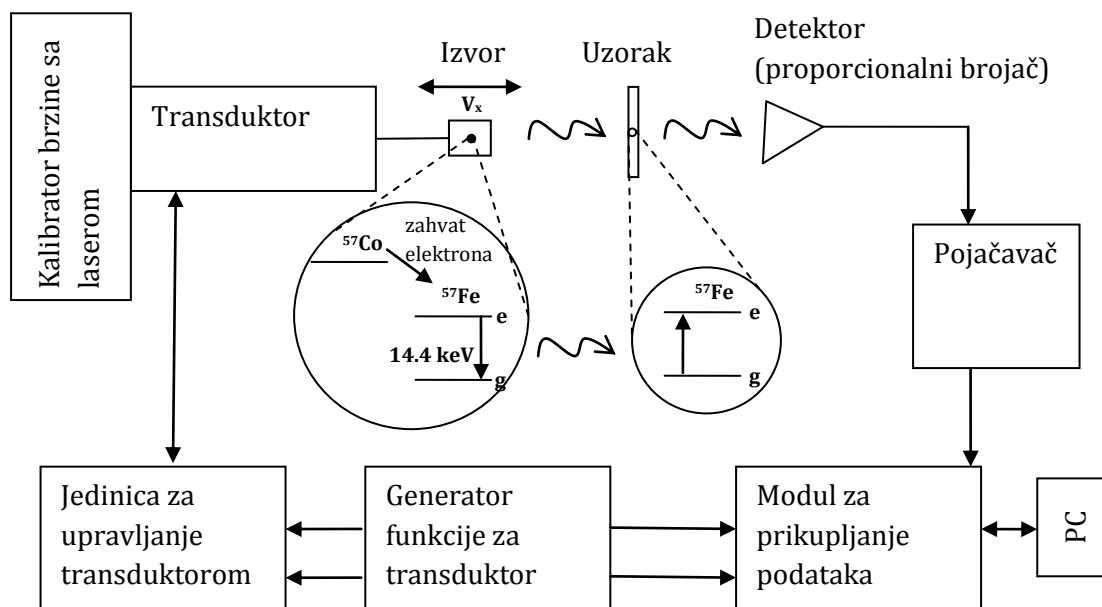 Kalibrator brzine sa
laserom
Transduktor
Izvor
Vₓ
Uzorak
Detektor
(proporcionalni brojač)
⁵⁷Co
zahvat
elektrona
⁵⁷Fe
e
14.4 keV
g
⁵⁷Fe
e
g
Pojačavač
Jedinica za
upravljanje
transduktorom
Generator
funkcije za
transduktor
Modul za
prikupljanje
podataka
PC